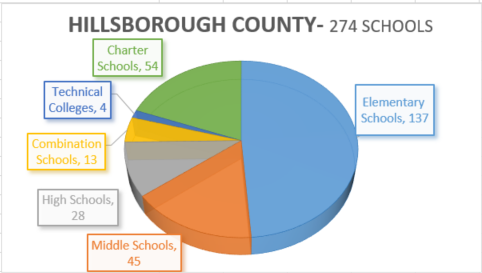 HILLSBOROUGH COUNTY- 274 SCHOOLS
Charter
Schools, 54
Technical
Colleges, 4
Elementary
Schools, 137
Combination
Schools, 13
High Schools,
28
Middle Schools,
45